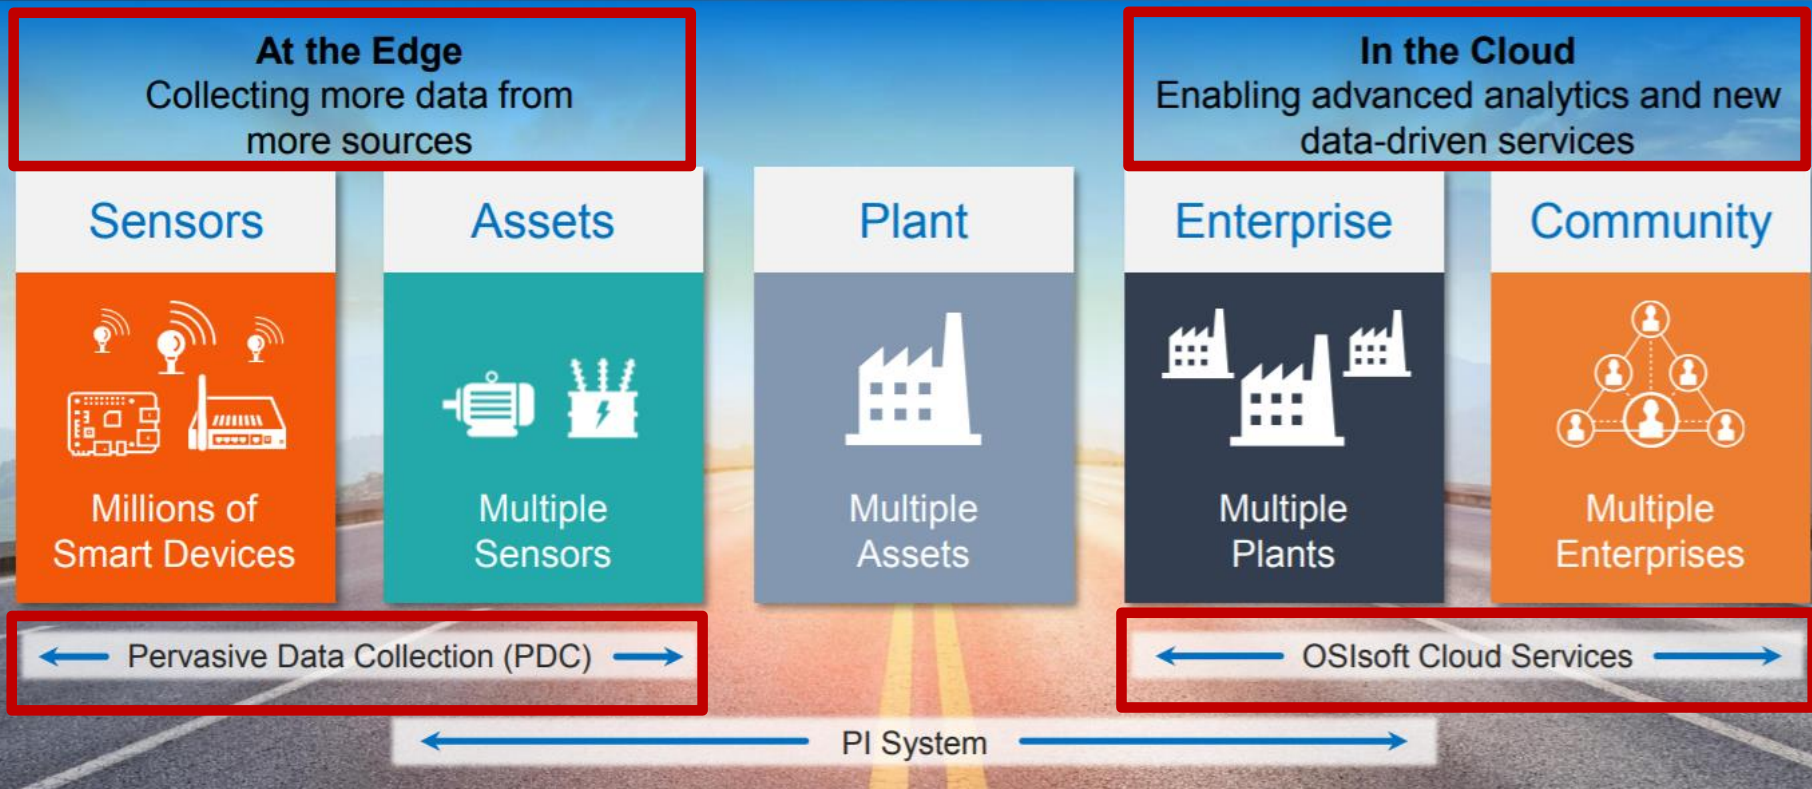 At the Edge
Collecting more data from
more sources
In the Cloud
Enabling advanced analytics and new
data-driven services
Sensors
Assets
Plant
Enterprise
Community
Millions of
Smart Devices
Multiple
Sensors
Multiple
Assets
Multiple
Plants
Multiple
Enterprises
Pervasive Data Collection (PDC)
OSIsoft Cloud Services
PI System